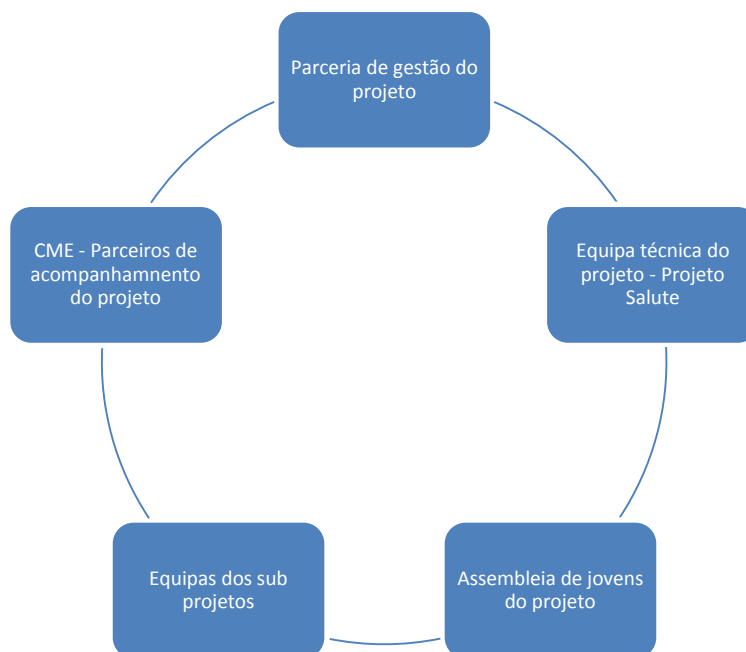 Parceria de gestão do
projeto
Equipa técnica do
projeto - Projeto
Salute
Assembleia de jovens
do projeto
Equipas dos sub
projetos
CME - Parceiros de
acompanhamnento
do projeto